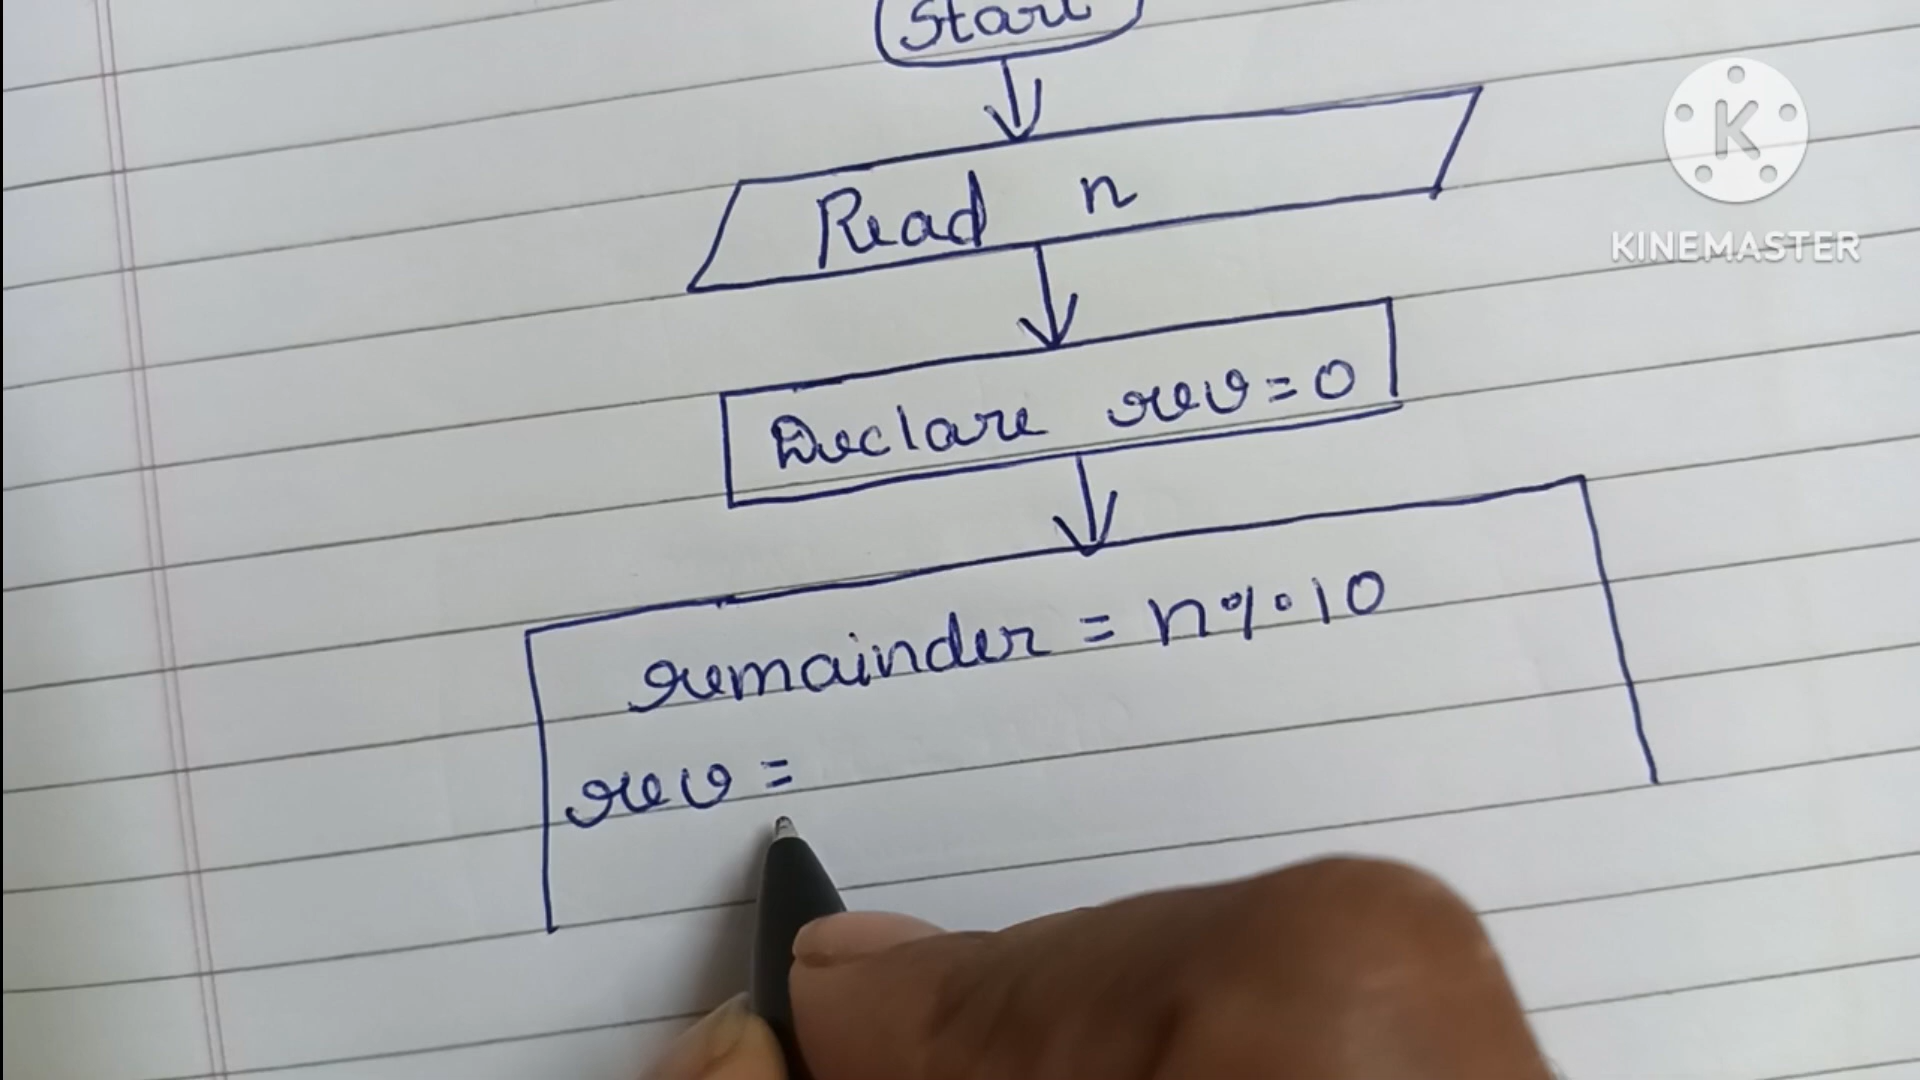 Start
Read n
Declare rev=0
remainder = n%10
rev =
K
KINEMASTER